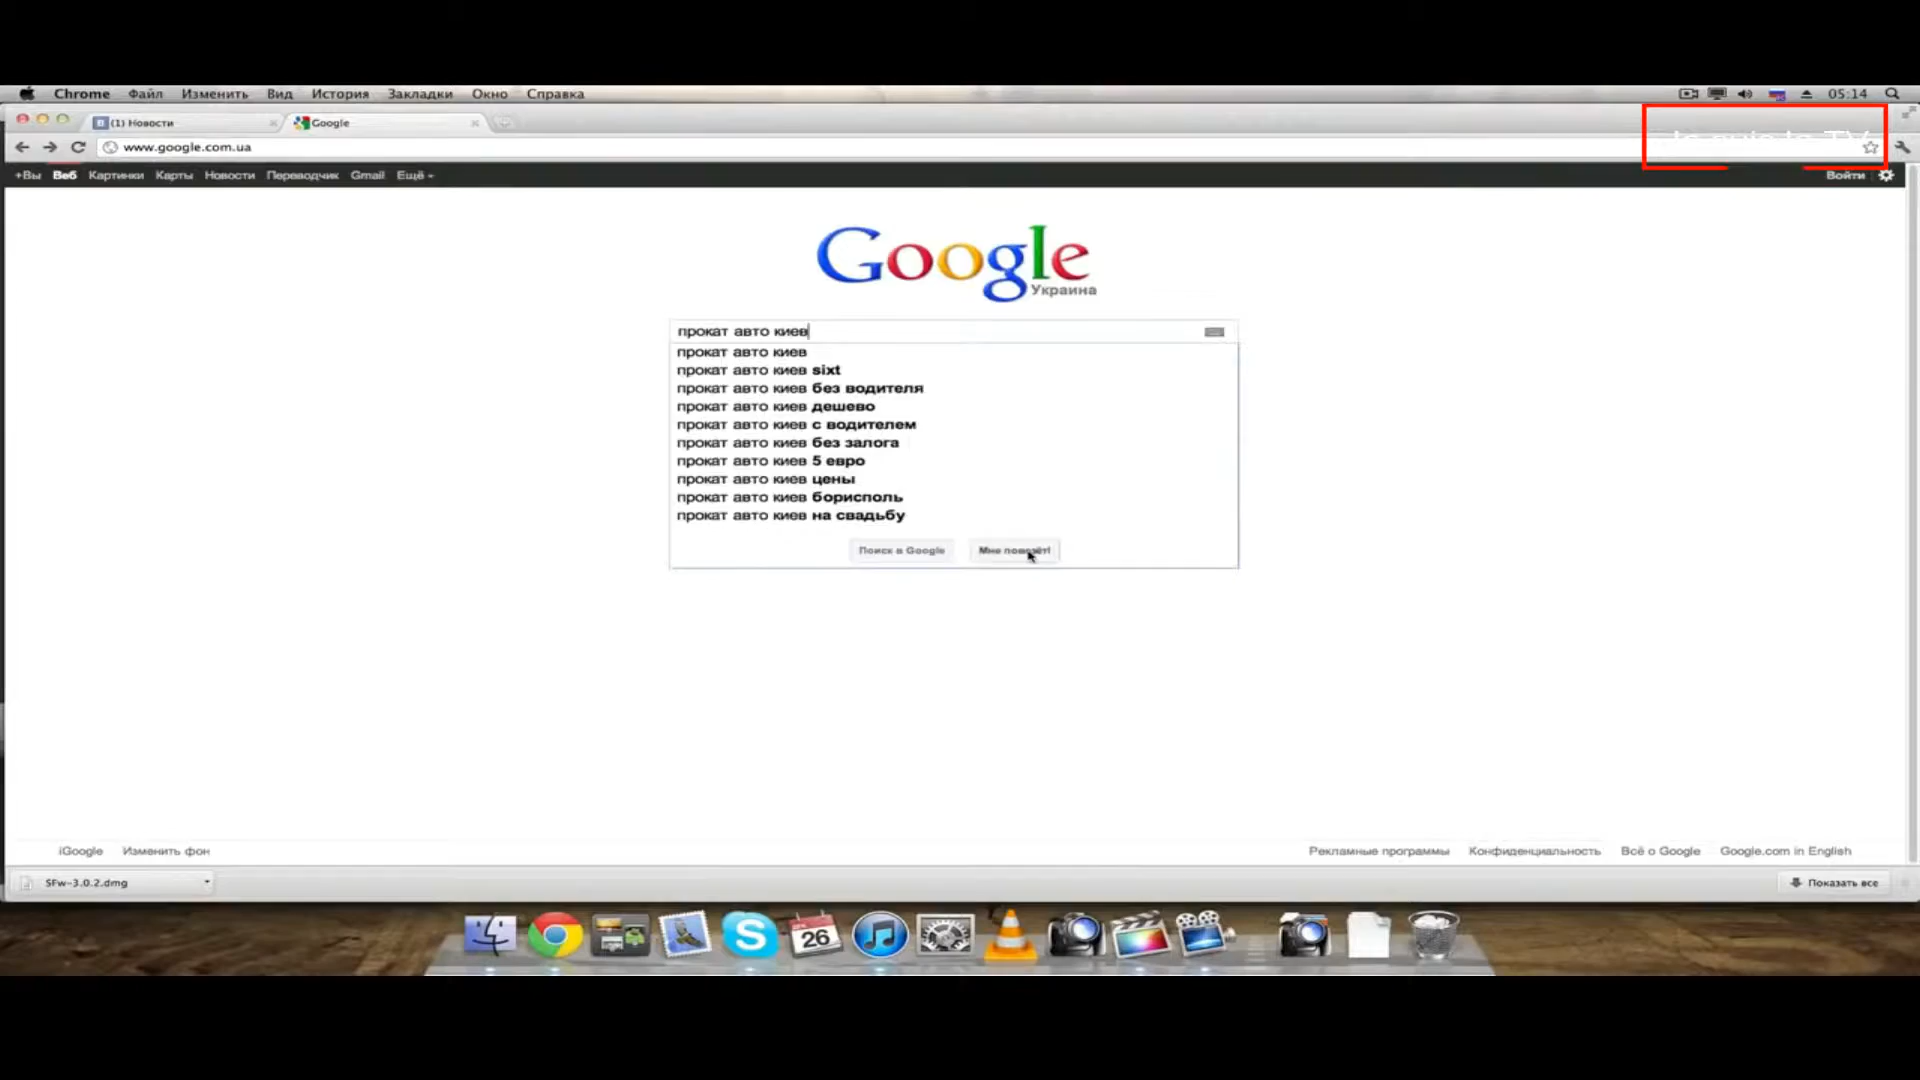 Chrome Файл Изменить Вид История Закладки Окно Справка 05:14
(1) Новости Google
www.google.com.ua
+Вы Веб Картинки Карты Новости Переводчик Gmail Ещё Войти
Google
Украина
прокат авто киев
прокат авто киев
прокат авто киев sixt
прокат авто киев без водителя
прокат авто киев дешево
прокат авто киев с водителем
прокат авто киев без залога
прокат авто киев 5 евро
прокат авто киев цены
прокат авто киев борисполь
прокат авто киев на свадьбу
Поиск в Google Мне повезёт!
iGoogle Изменить фон Рекламные программы Конфиденциальность Всё о Google Google.com in English
SFw-3.0.2.dmg Показать все
26